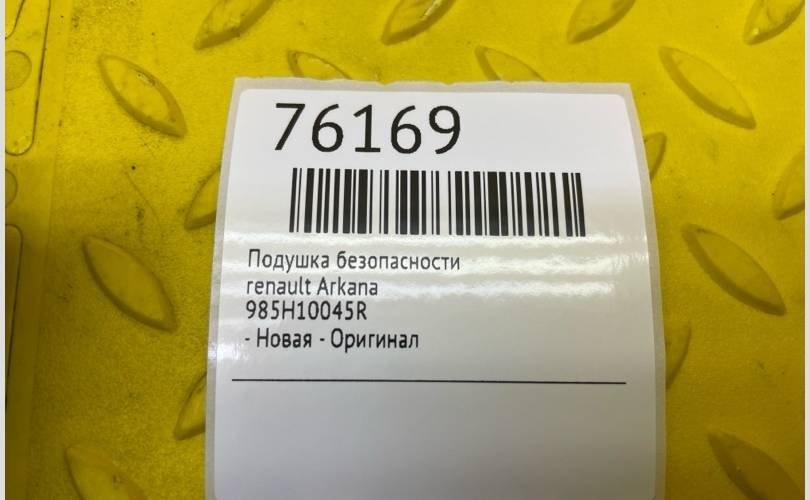 76169
Подушка безопасности
renault Arkana
985H10045R
- Новая - Оригинал